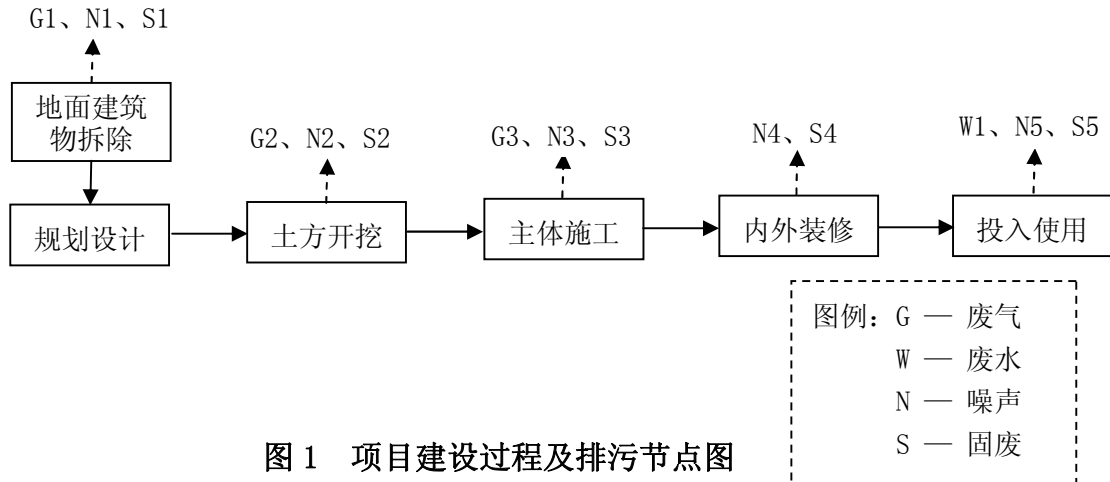 G1、N1、S1
地面建筑
物拆除
G2、N2、S2
G3、N3、S3
N4、S4
W1、N5、S5
规划设计
土方开挖
主体施工
内外装修
投入使用
图例：G — 废气
W — 废水
N — 噪声
S — 固废
图 1 项目建设过程及排污节点图